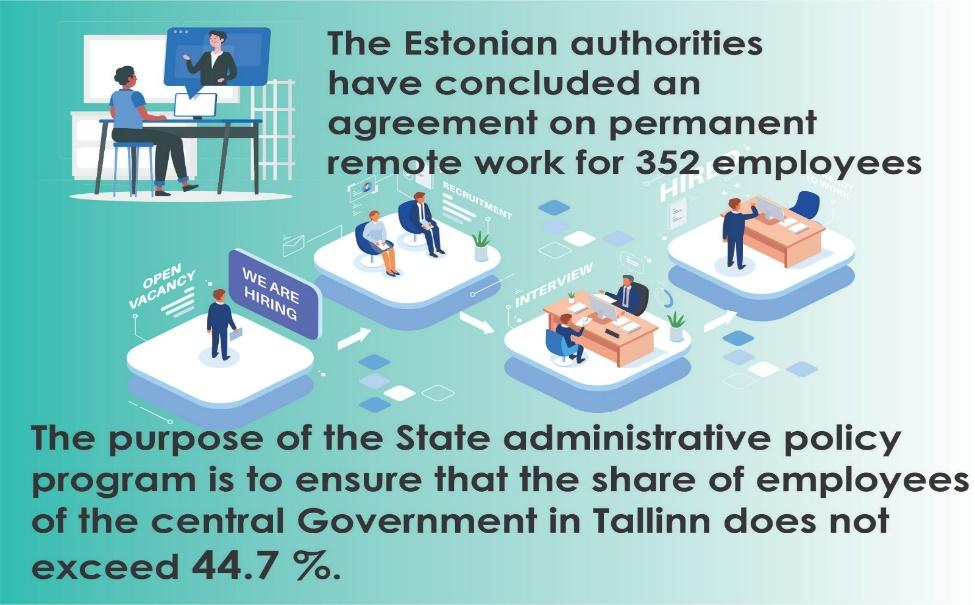 The Estonian authorities
have concluded an
agreement on permanent
remote work for 352 employees
RECRUITMENT
HIRED
TO WORK
OPEN
VACANCY
WE ARE
HIRING
INTERVIEW
The purpose of the State administrative policy
program is to ensure that the share of employees
of the central Government in Tallinn does not
exceed 44.7 %.